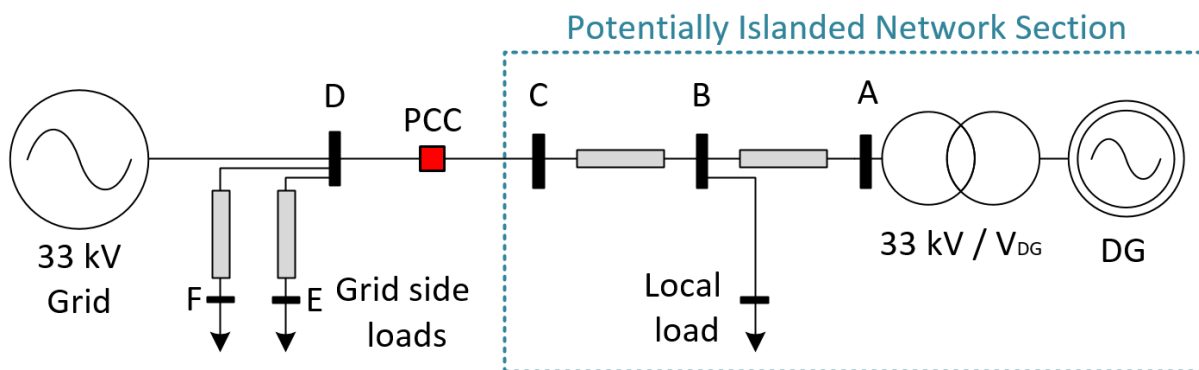 Potentially Islanded Network Section
D
PCC
C
B
A
33 kV
Grid
F
E
Grid side
loads
Local
load
33 kV / VDG
DG